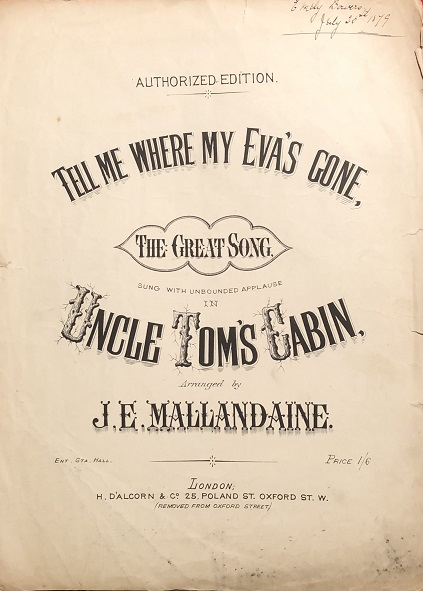 Emily
July 20th 1879
AUTHORIZED EDITION.
TELL ME WHERE MY EVA'S GONE,
THE GREAT SONG,
SUNG WITH UNBOUNDED APPLAUSE
IN
UNCLE TOM'S CABIN,
Arranged by
J. E. MALLANDAINE.
ENT. STA. HALL.
PRICE 1/6
LONDON;
H. D'ALCORN & Co 25, POLAND ST. OXFORD ST. W.
(REMOVED FROM OXFORD STREET)